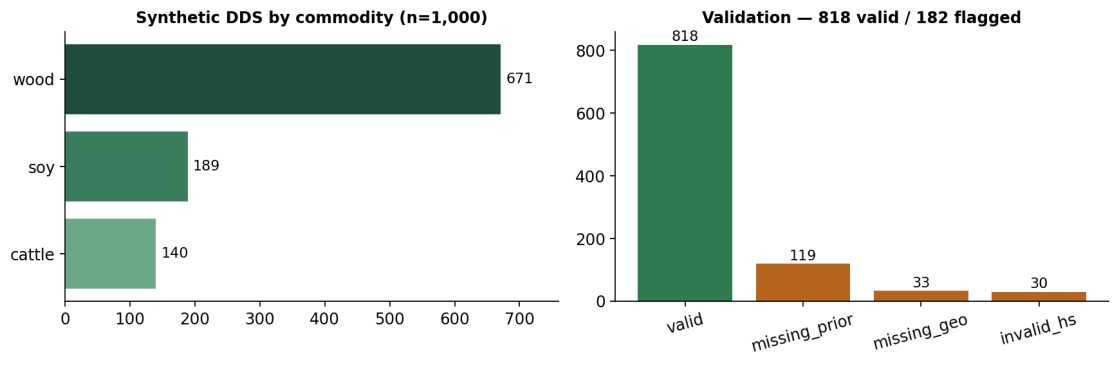 Synthetic DDS by commodity (n=1,000)
wood
671
soy
189
cattle
140
0 100 200 300 400 500 600 700
Validation — 818 valid / 182 flagged
800
600
400
200
0
818
119
33
30
valid
missing_prior
missing_geo
invalid_hs